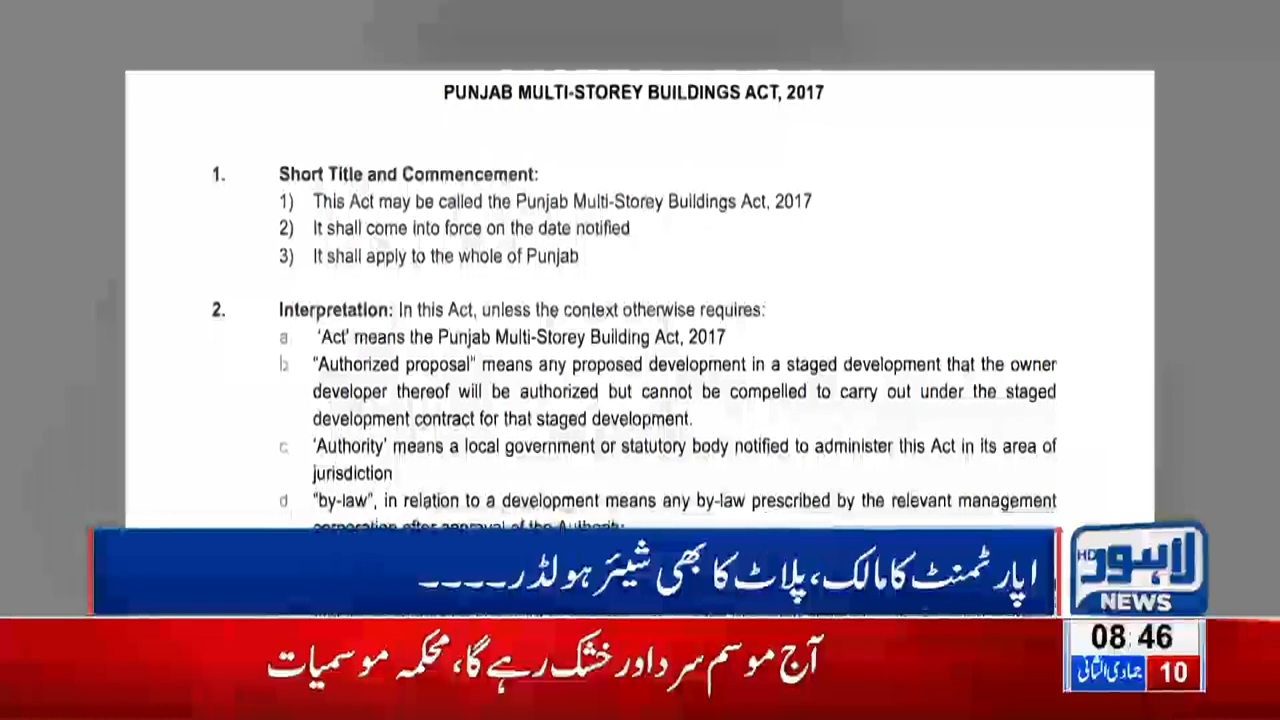 PUNJAB MULTI-STOREY BUILDINGS ACT, 2017
1. Short Title and Commencement:
1) This Act may be called the Punjab Multi-Storey Buildings Act, 2017
2) It shall come into force on the date notified
3) It shall apply to the whole of Punjab
2. Interpretation: In this Act, unless the context otherwise requires:
a 'Act' means the Punjab Multi-Storey Building Act, 2017
b "Authorized proposal" means any proposed development in a staged development that the owner
developer thereof will be authorized but cannot be compelled to carry out under the staged
development contract for that staged development.
c 'Authority' means a local government or statutory body notified to administer this Act in its area of
jurisdiction
d "by-law", in relation to a development means any by-law prescribed by the relevant management
corporation after approval of the Authority;
اپارٹمنٹ کا مالک، پلاٹ کا بھی شیئر ہولڈر۔۔۔۔
HD لاہور
NEWS
08:46
آج موسم سرد اور خشک رہے گا، محکمہ موسمیات
جمادی الثانی 10